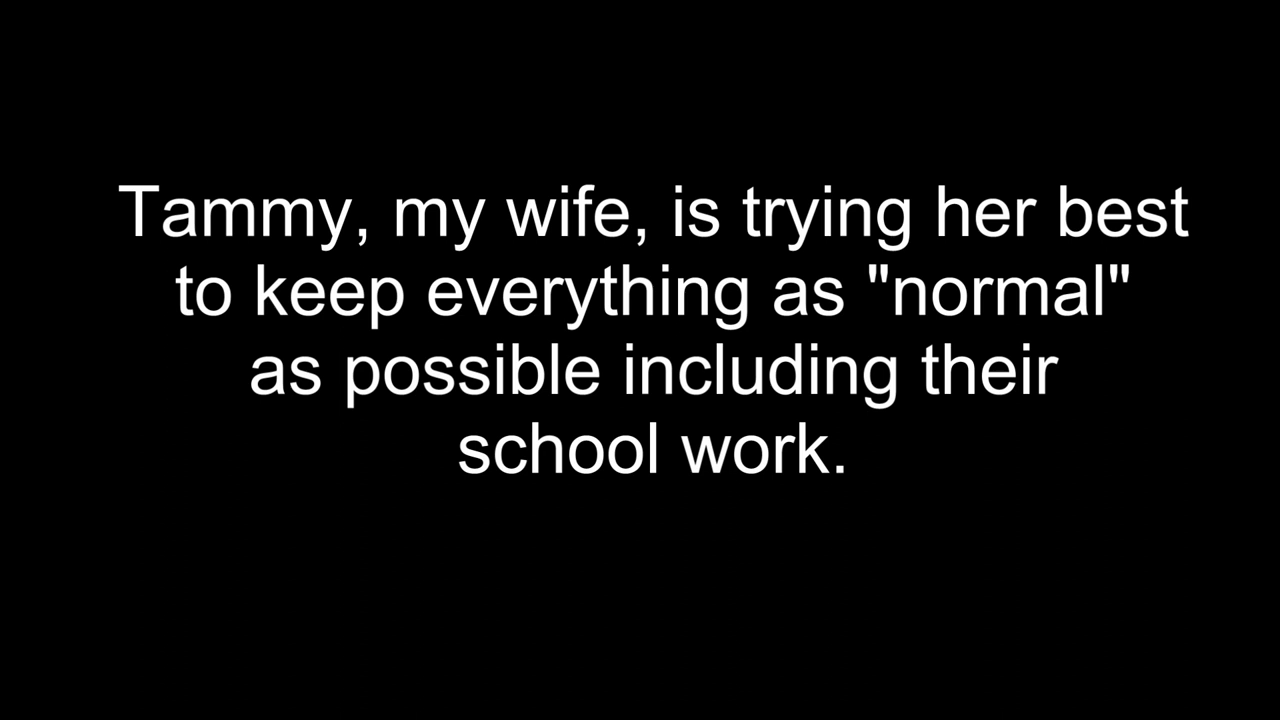 Tammy, my wife, is trying her best
to keep everything as "normal"
as possible including their
school work.